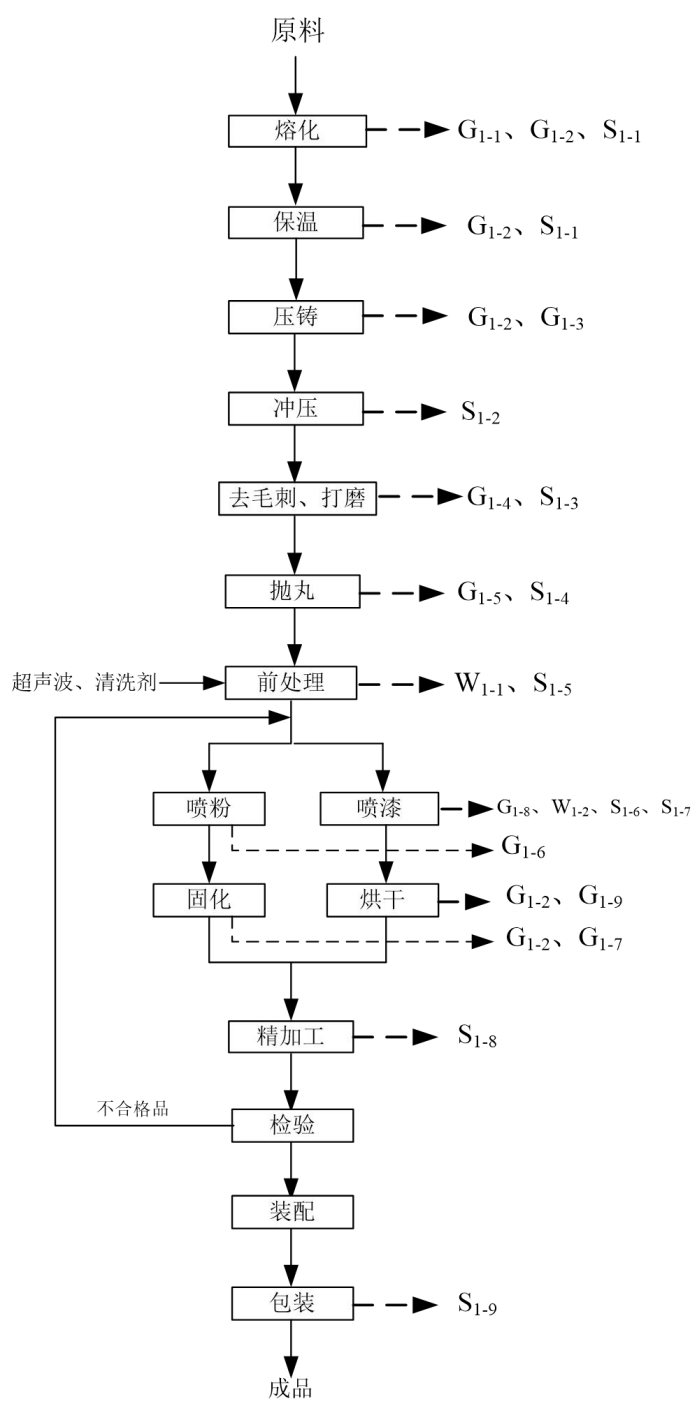 原料
熔化 G1-1、G1-2、S1-1
保温 G1-2、S1-1
压铸 G1-2、G1-3
冲压 S1-2
去毛刺、打磨 G1-4、S1-3
抛丸 G1-5、S1-4
超声波、清洗剂 前处理 W1-1、S1-5
喷粉 喷漆 G1-8、W1-2、S1-6、S1-7
G1-6
固化 烘干 G1-2、G1-9
G1-2、G1-7
精加工 S1-8
不合格品 检验
装配
包装 S1-9
成品